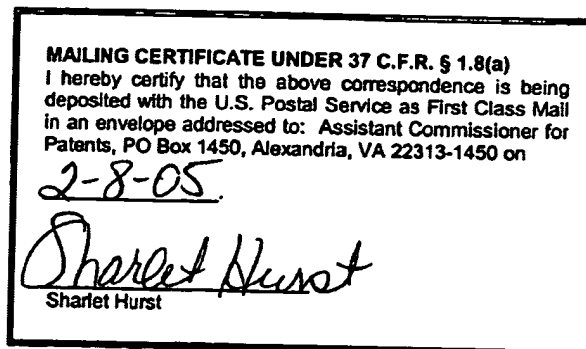 MAILING CERTIFICATE UNDER 37 C.F.R. § 1.8(a)
I hereby certify that the above correspondence is being
deposited with the U.S. Postal Service as First Class Mail
in an envelope addressed to: Assistant Commissioner for
Patents, PO Box 1450, Alexandria, VA 22313-1450 on
2-8-05.
Sharlet Hurst
Sharlet Hurst